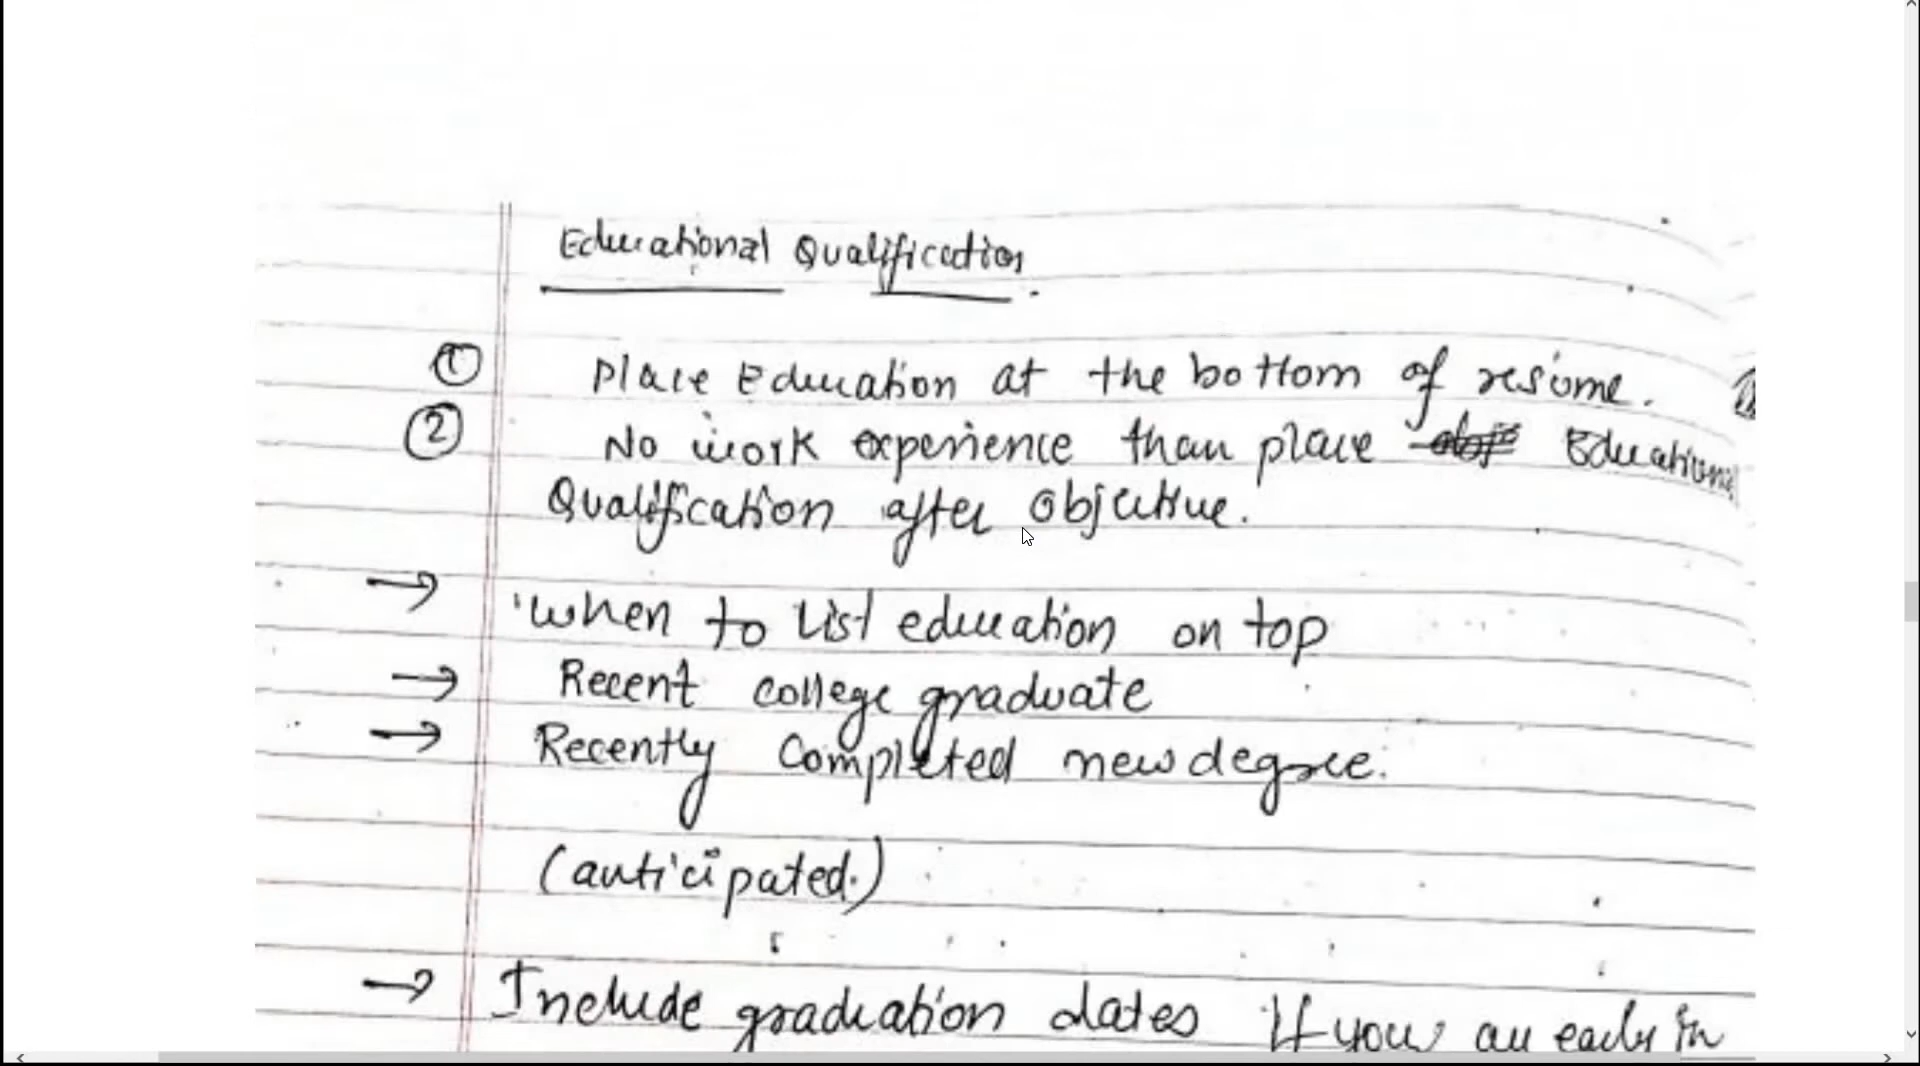 Educational Qualification
① Place Education at the bottom of resume.
② No work experience than place Educational
Qualification after objective.
→ When to List education on top
→ Recent college graduate
→ Recently Completed new degree.
(anticipated.)
→ Include graduation dates If you are early in